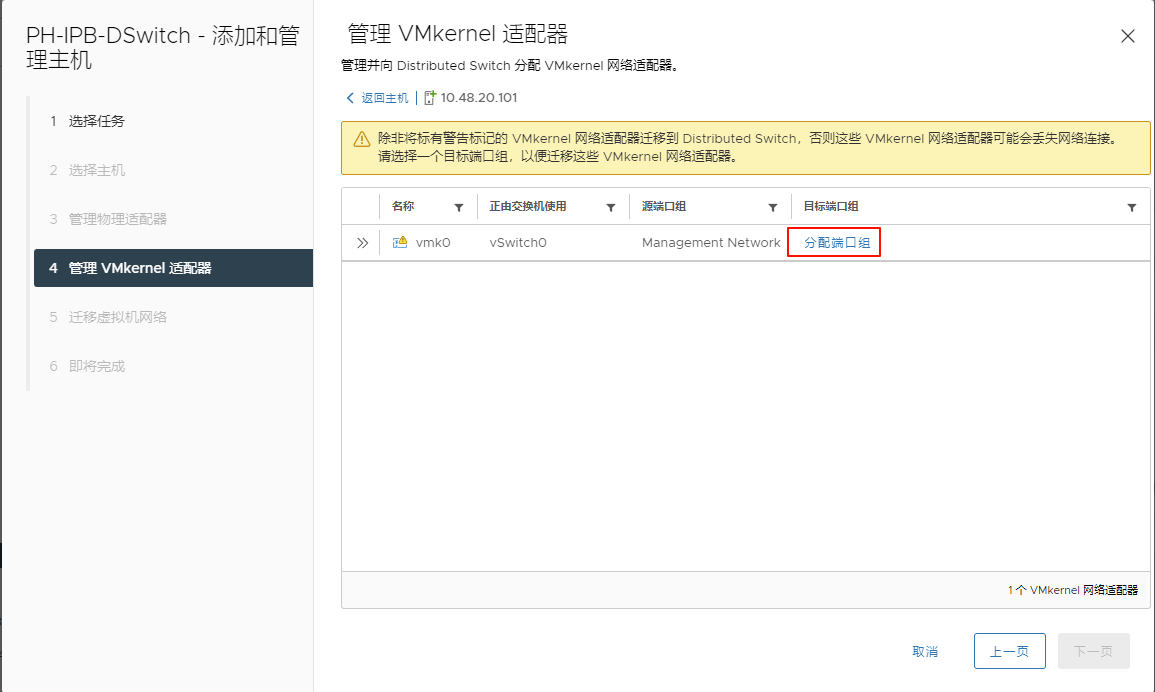 PH-IPB-DSwitch - 添加和管
理主机
1 选择任务
2 选择主机
3 管理物理适配器
4 管理 VMkernel 适配器
5 迁移虚拟机网络
6 即将完成
管理 VMkernel 适配器
管理并向 Distributed Switch 分配 VMkernel 网络适配器。
返回主机 | 10.48.20.101
除非将标有警告标记的 VMkernel 网络适配器迁移到 Distributed Switch，否则这些 VMkernel 网络适配器可能会丢失网络连接。
请选择一个目标端口组，以便迁移这些 VMkernel 网络适配器。
名称 正由交换机使用 源端口组 目标端口组
vmk0 vSwitch0 Management Network 分配端口组
1 个 VMkernel 网络适配器
取消 上一页 下一页